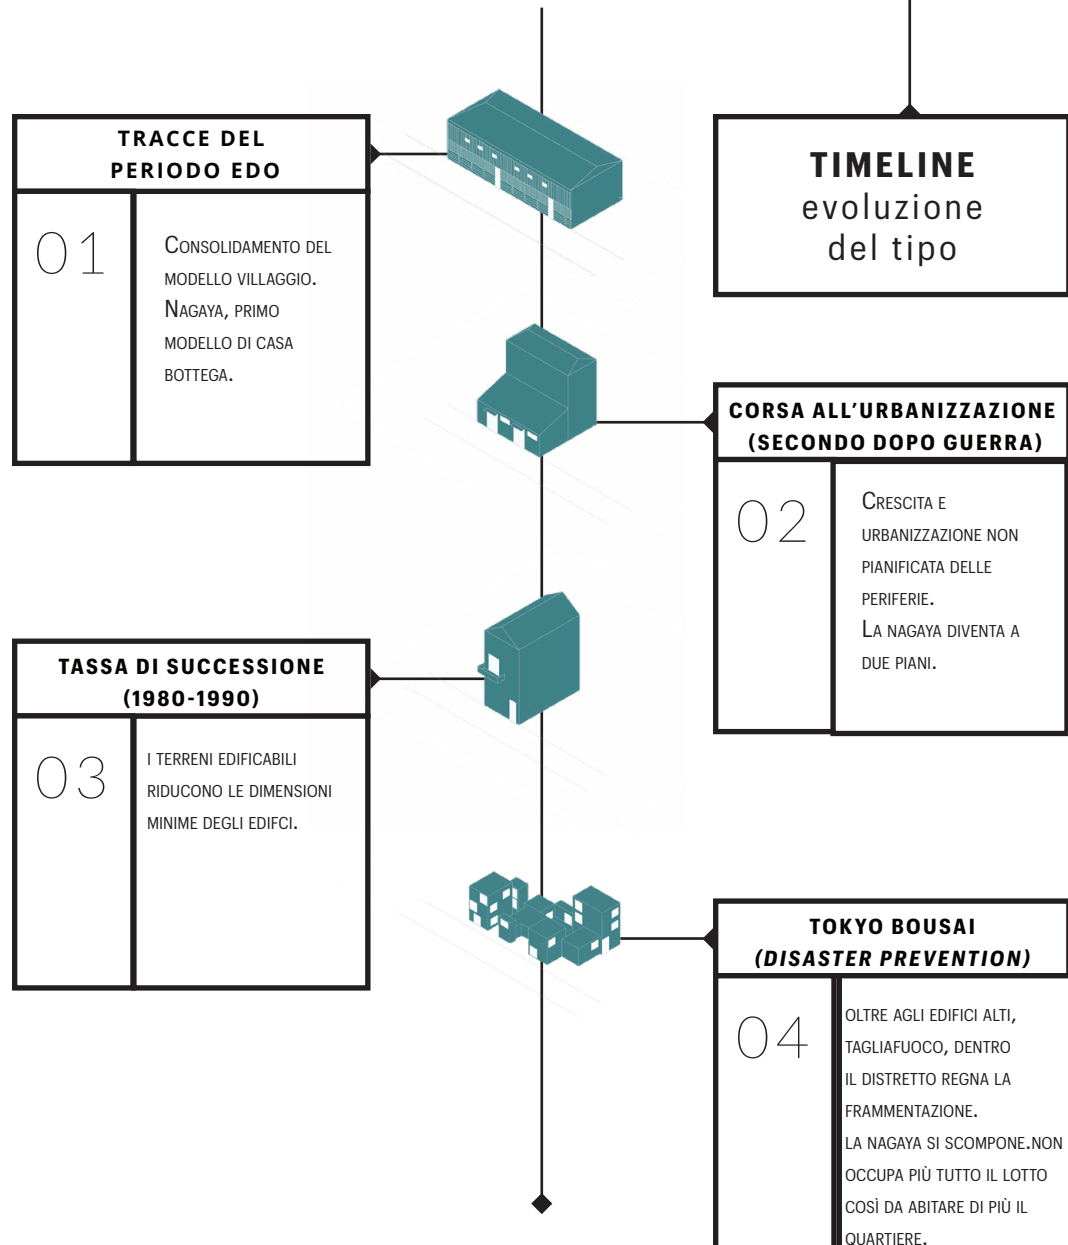 TIMELINE
evoluzione
del tipo
TRACCE DEL
PERIODO EDO
01
Consolidamento del
modello villaggio.
Nagaya, primo
modello di casa
bottega.
CORSA ALL'URBANIZZAZIONE
(SECONDO DOPO GUERRA)
02
Crescita e
urbanizzazione non
pianificata delle
periferie.
La nagaya diventa a
due piani.
TASSA DI SUCCESSIONE
(1980-1990)
03
i terreni edificabili
riducono le dimensioni
minime degli edifci.
TOKYO BOUSAI
(DISASTER PREVENTION)
04
oltre agli edifici alti,
tagliafuoco, dentro
il distretto regna la
frammentazione.
la nagaya si scompone.non
occupa più tutto il lotto
così da abitare di più il
quartiere.